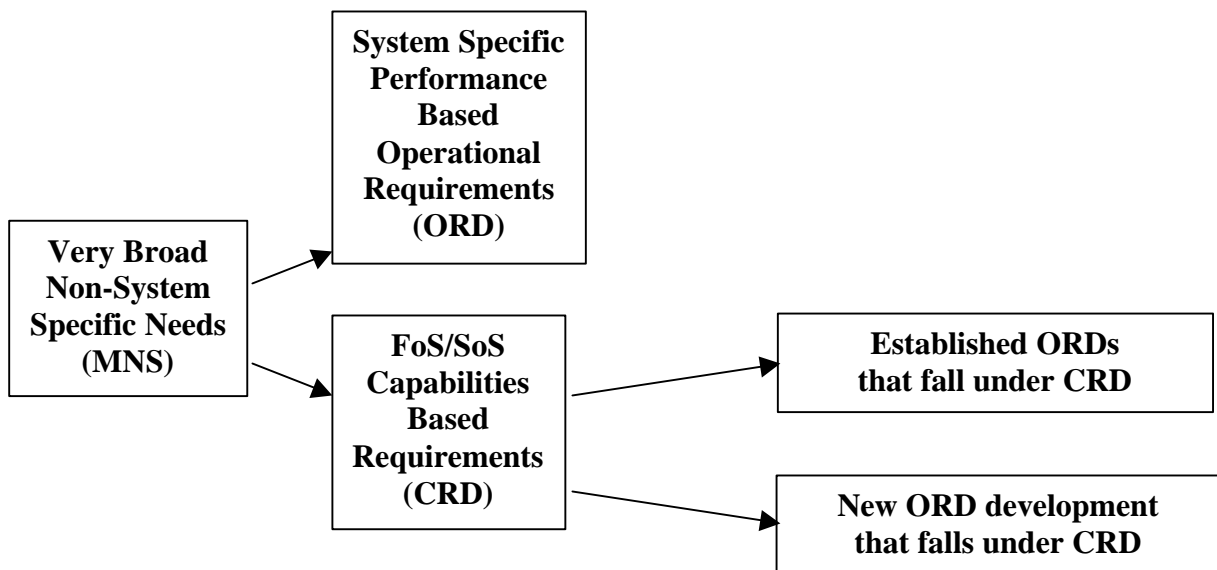 System Specific
Performance
Based
Operational
Requirements
(ORD)
Very Broad
Non-System
Specific Needs
(MNS)
FoS/SoS
Capabilities
Based
Requirements
(CRD)
Established ORDs
that fall under CRD
New ORD development
that falls under CRD